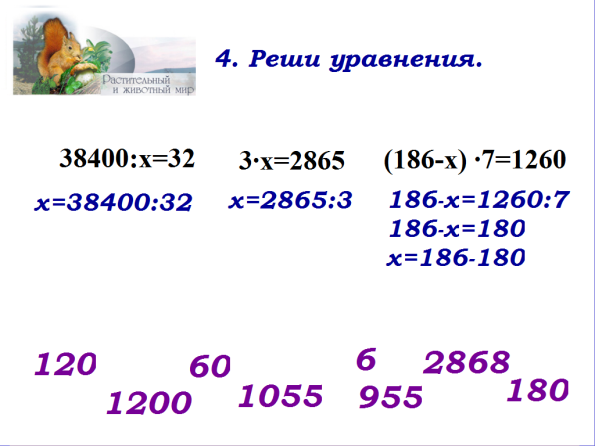 Растительный
и животный мир
4. Реши уравнения.
38400:х=32
х=38400:32
3·х=2865
х=2865:3
(186-х) ·7=1260
186-х=1260:7
186-х=180
х=186-180
120
1200
60
1055
6
955
2868
180